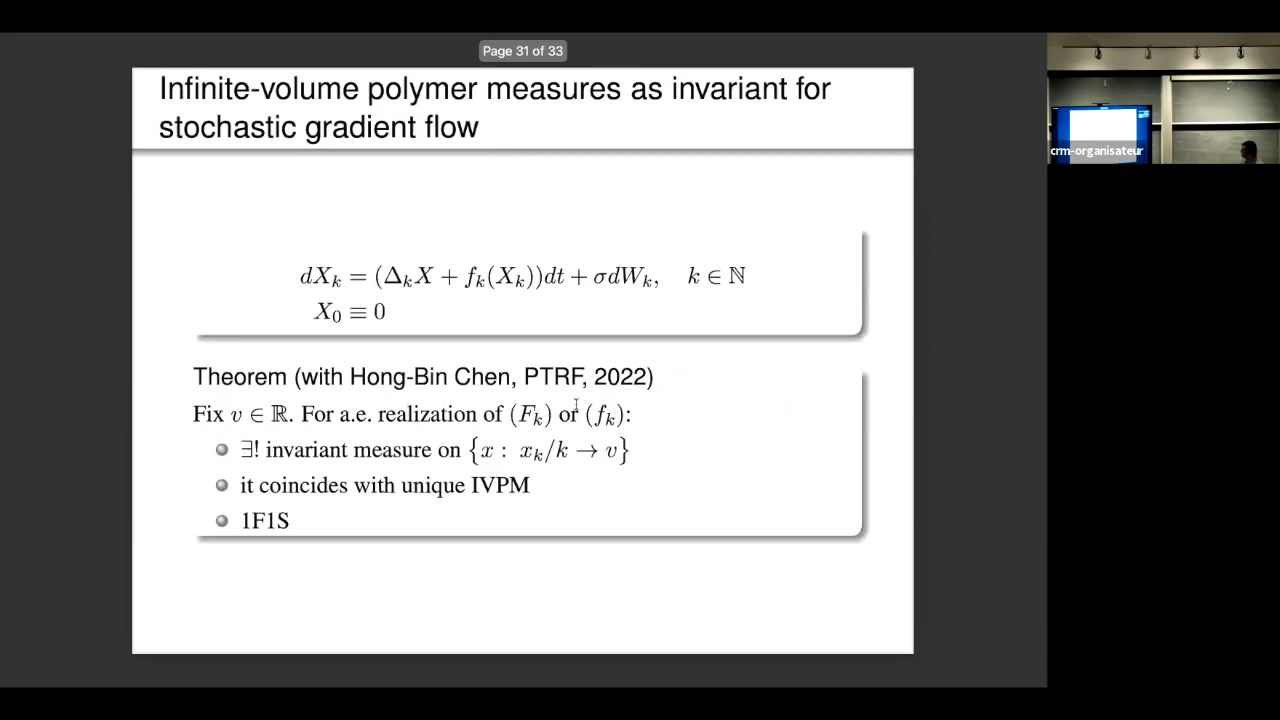 Page 31 of 33
Infinite-volume polymer measures as invariant for
stochastic gradient flow
crm-organisateur
dX_k = (Δ_k X + f_k(X_k))dt + σdW_k, k ∈ ℕ
X_0 ≡ 0
Theorem (with Hong-Bin Chen, PTRF, 2022)
Fix v ∈ ℝ. For a.e. realization of (F_k) or (f_k):
∃! invariant measure on {x : x_k/k → v}
it coincides with unique IVPM
1F1S